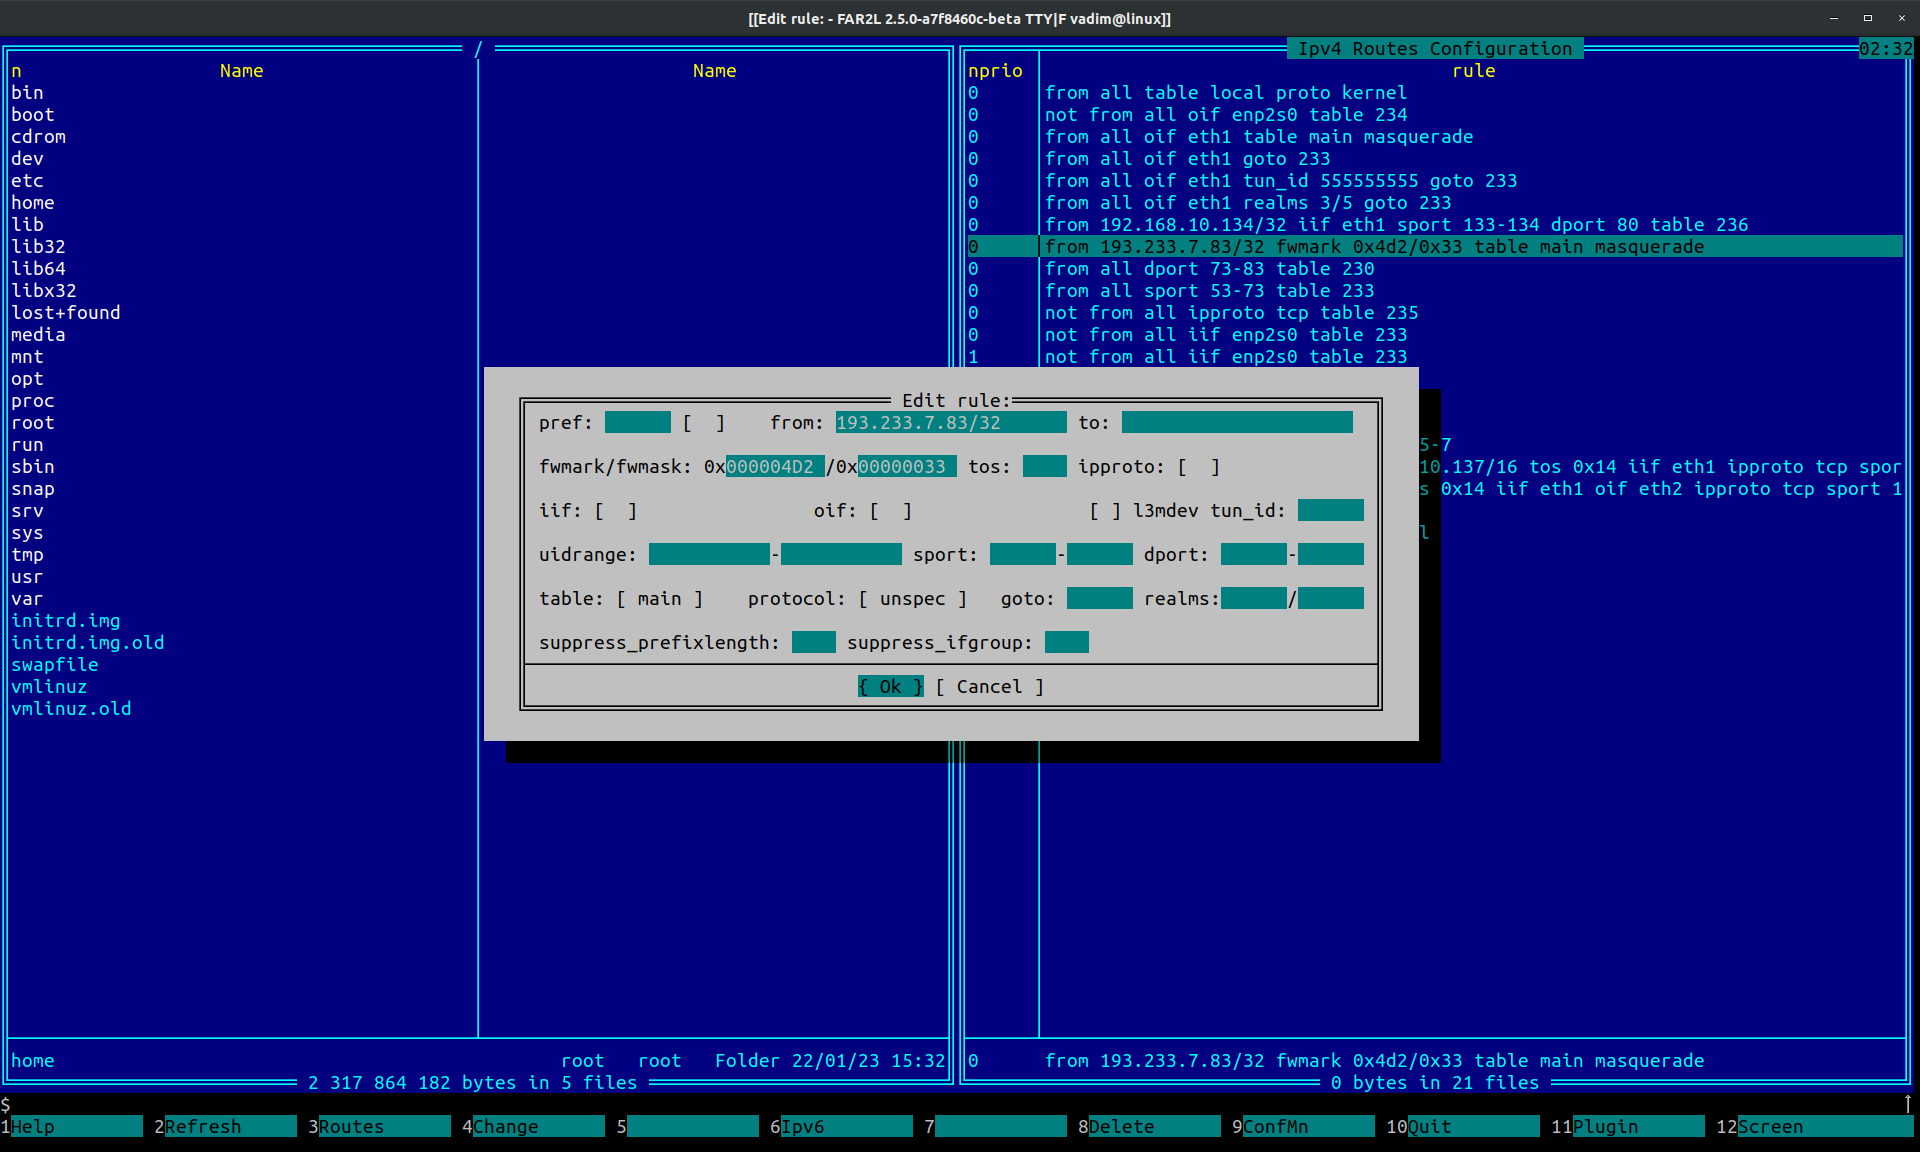 [[Edit rule: - FAR2L 2.5.0-a7f8460c-beta TTY|F vadim@linux]]
/
n Name Name
bin
boot
cdrom
dev
etc
home
lib
lib32
lib64
libx32
lost+found
media
mnt
opt
proc
root
run
sbin
snap
srv
sys
tmp
usr
var
initrd.img
initrd.img.old
swapfile
vmlinuz
vmlinuz.old
home root root Folder 22/01/23 15:32
2 317 864 182 bytes in 5 files
Ipv4 Routes Configuration 02:32
nprio rule
0 from all table local proto kernel
0 not from all oif enp2s0 table 234
0 from all oif eth1 table main masquerade
0 from all oif eth1 goto 233
0 from all oif eth1 tun_id 555555555 goto 233
0 from all oif eth1 realms 3/5 goto 233
0 from 192.168.10.134/32 iif eth1 sport 133-134 dport 80 table 236
0 from 193.233.7.83/32 fwmark 0x4d2/0x33 table main masquerade
0 from all dport 73-83 table 230
0 from all sport 53-73 table 233
0 not from all ipproto tcp table 235
0 not from all iif enp2s0 table 233
1 not from all iif enp2s0 table 233
5-7
10.137/16 tos 0x14 iif eth1 ipproto tcp spor
s 0x14 iif eth1 oif eth2 ipproto tcp sport 1
l
0 from 193.233.7.83/32 fwmark 0x4d2/0x33 table main masquerade
0 bytes in 21 files
Edit rule:
pref: [ ] from: 193.233.7.83/32 to:
fwmark/fwmask: 0x000004D2 /0x00000033 tos: ipproto: [ ]
iif: [ ] oif: [ ] [ ] l3mdev tun_id:
uidrange: - sport: - dport: -
table: [ main ] protocol: [ unspec ] goto: realms: /
suppress_prefixlength: suppress_ifgroup:
{ Ok } [ Cancel ]
$
1Help 2Refresh 3Routes 4Change 5 6Ipv6 7 8Delete 9ConfMn 10Quit 11Plugin 12Screen